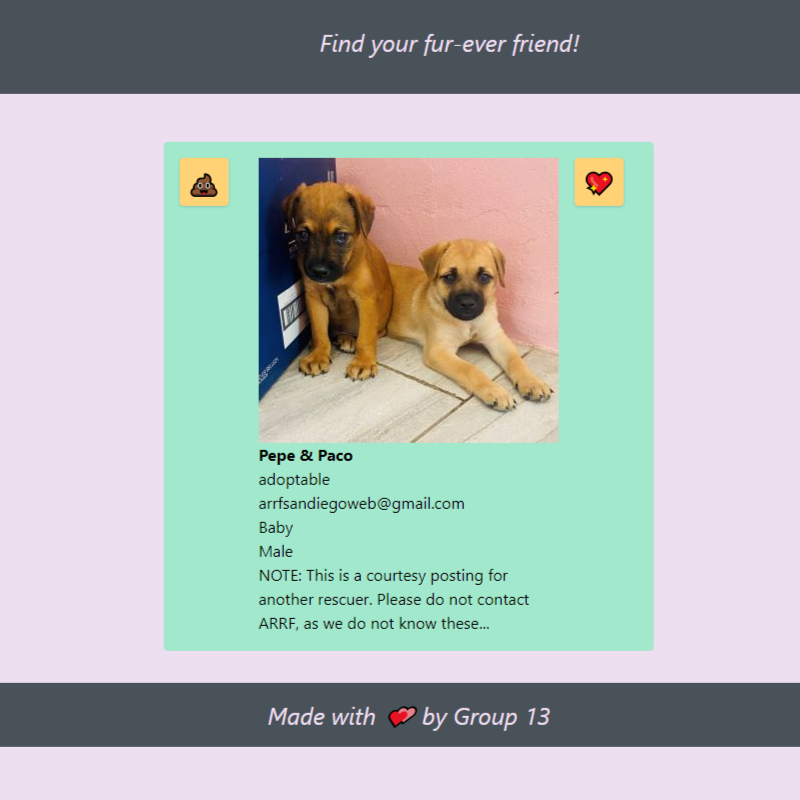 Find your fur-ever friend!
Pepe & Paco
adoptable
arrfsandiegoweb@gmail.com
Baby
Male
NOTE: This is a courtesy posting for
another rescuer. Please do not contact
ARRF, as we do not know these...
Made with 💕 by Group 13